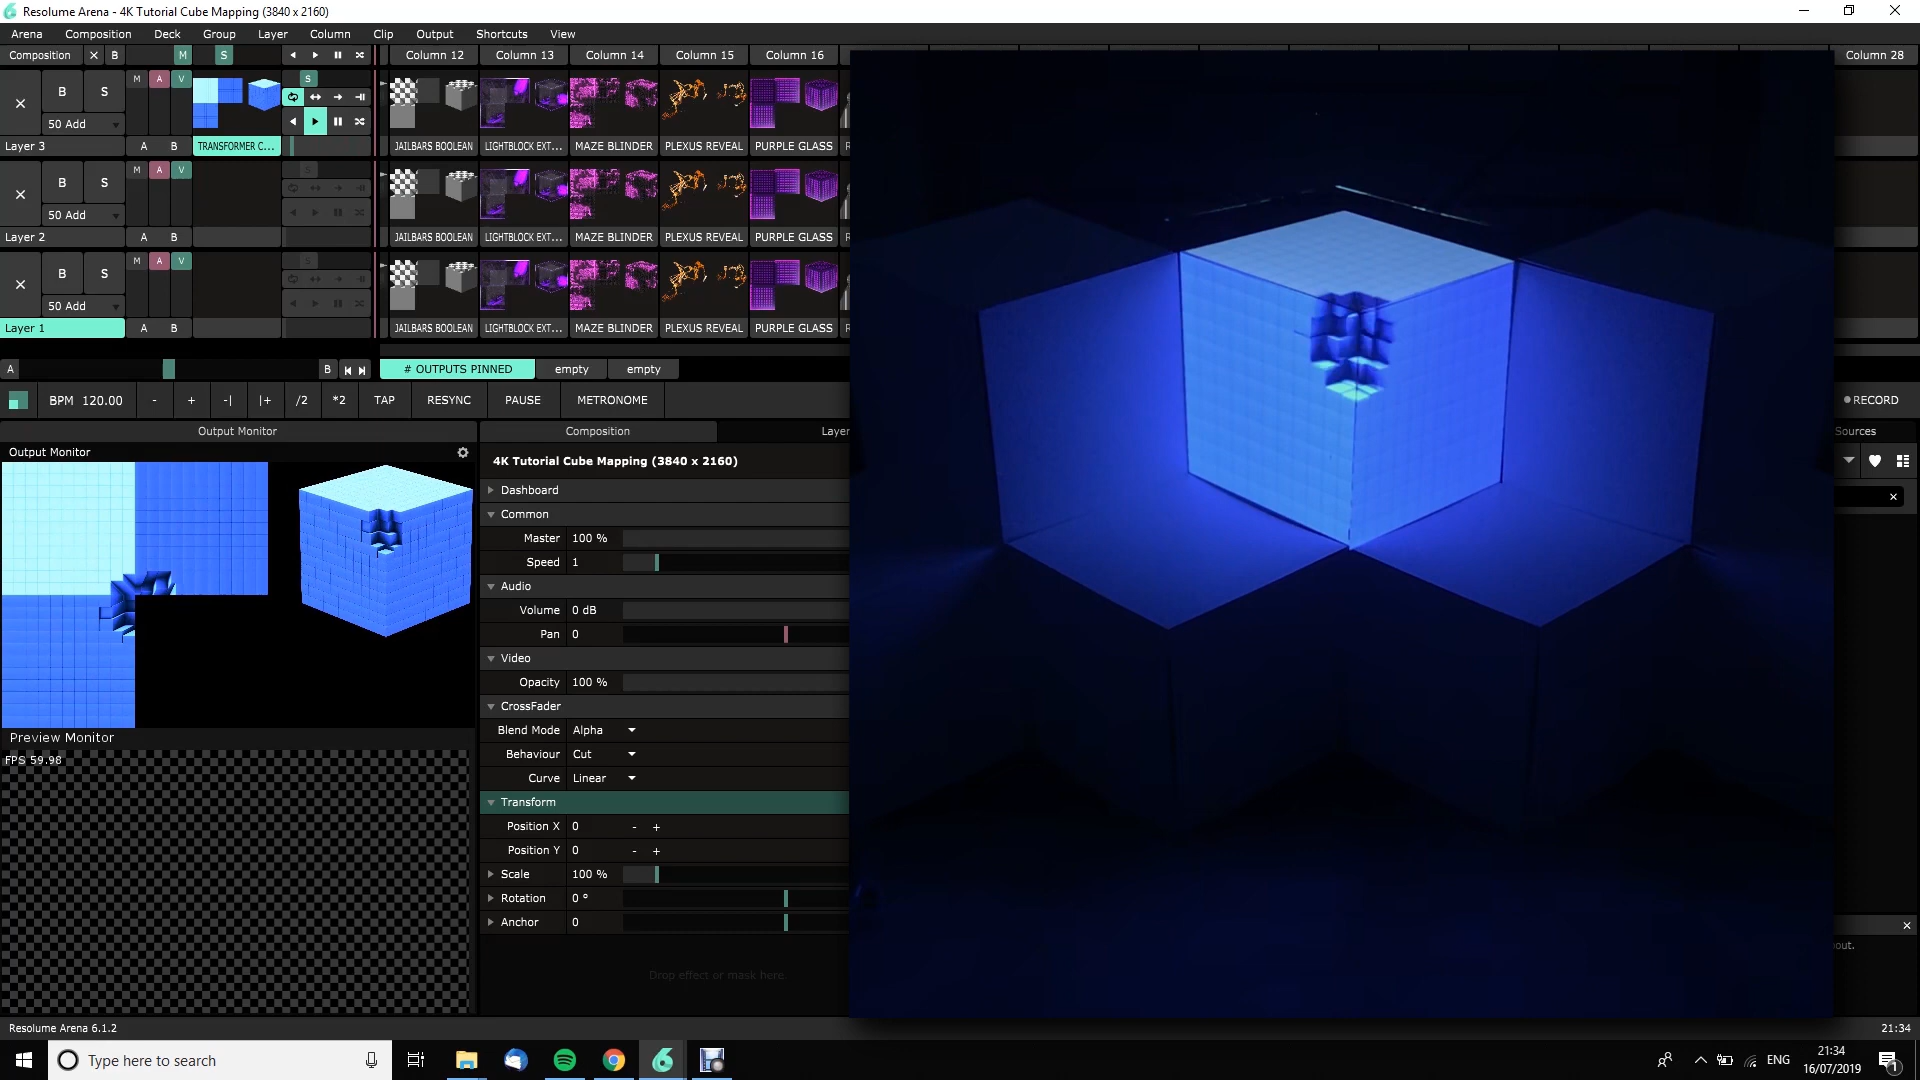 Resolume Arena - 4K Tutorial Cube Mapping (3840 x 2160)
Arena Composition Deck Group Layer Column Clip Output Shortcuts View
Composition B M S Column 12 Column 13 Column 14 Column 15 Column 16 Column 28
B S M A V S
50 Add
Layer 3 A B TRANSFORMER C... JAILBARS BOOLEAN LIGHTBLOCK EXT... MAZE BLINDER PLEXUS REVEAL PURPLE GLASS
B S M A V S
50 Add
Layer 2 A B JAILBARS BOOLEAN LIGHTBLOCK EXT... MAZE BLINDER PLEXUS REVEAL PURPLE GLASS
B S M A V S
50 Add
Layer 1 A B JAILBARS BOOLEAN LIGHTBLOCK EXT... MAZE BLINDER PLEXUS REVEAL PURPLE GLASS
A B # OUTPUTS PINNED empty empty
BPM 120.00 - + -| |+ /2 *2 TAP RESYNC PAUSE METRONOME RECORD
Output Monitor Composition Layer Sources
Output Monitor
4K Tutorial Cube Mapping (3840 x 2160)
Dashboard
Common
Master 100 %
Speed 1
Audio
Volume 0 dB
Pan 0
Video
Opacity 100 %
CrossFader
Blend Mode Alpha
Behaviour Cut
Curve Linear
Transform
Position X 0 - +
Position Y 0 - +
Scale 100 %
Rotation 0 °
Anchor 0
Drop effect or mask here.
out.
Preview Monitor
FPS 59.98
Resolume Arena 6.1.2
21:34
Type here to search
ENG
21:34
16/07/2019
1